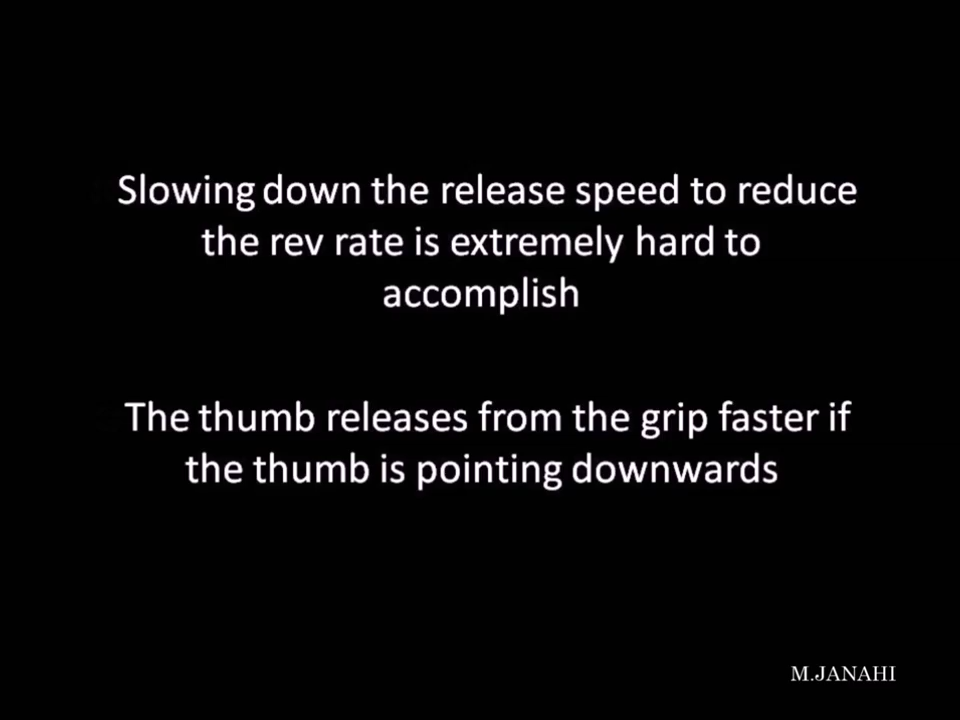 Slowing down the release speed to reduce
the rev rate is extremely hard to
accomplish
The thumb releases from the grip faster if
the thumb is pointing downwards
M.JANAHI